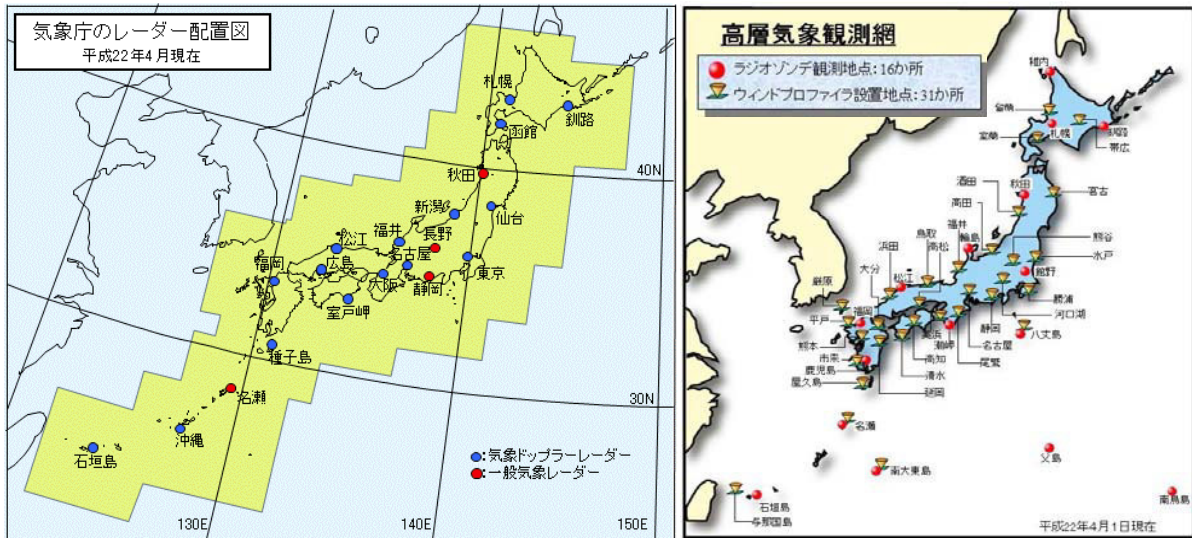 気象庁のレーダー配置図
平成22年4月現在
札幌
釧路
函館
40N
秋田
新潟
仙台
福井
長野
松江
名古屋
福岡
広島
東京
大阪
静岡
室戸岬
種子島
30N
名瀬
沖縄
石垣島
●:気象ドップラーレーダー
●:一般気象レーダー
130E
140E
150E
高層気象観測網
ラジオゾンデ観測地点:16か所
ウィンドプロファイラ設置地点:31か所
稚内
留萌
室蘭
札幌
釧路
帯広
酒田
秋田
宮古
高田
福井
輪島
熊谷
水戸
鳥取
高松
浜田
大分
松江
館野
厳原
勝浦
河口湖
平戸
福岡
静岡
八丈島
潮岬
名古屋
熊本
高知
尾鷲
市来
鹿児島
清水
屋久島
延岡
名瀬
父島
南大東島
石垣島
与那国島
南鳥島
平成22年4月1日現在